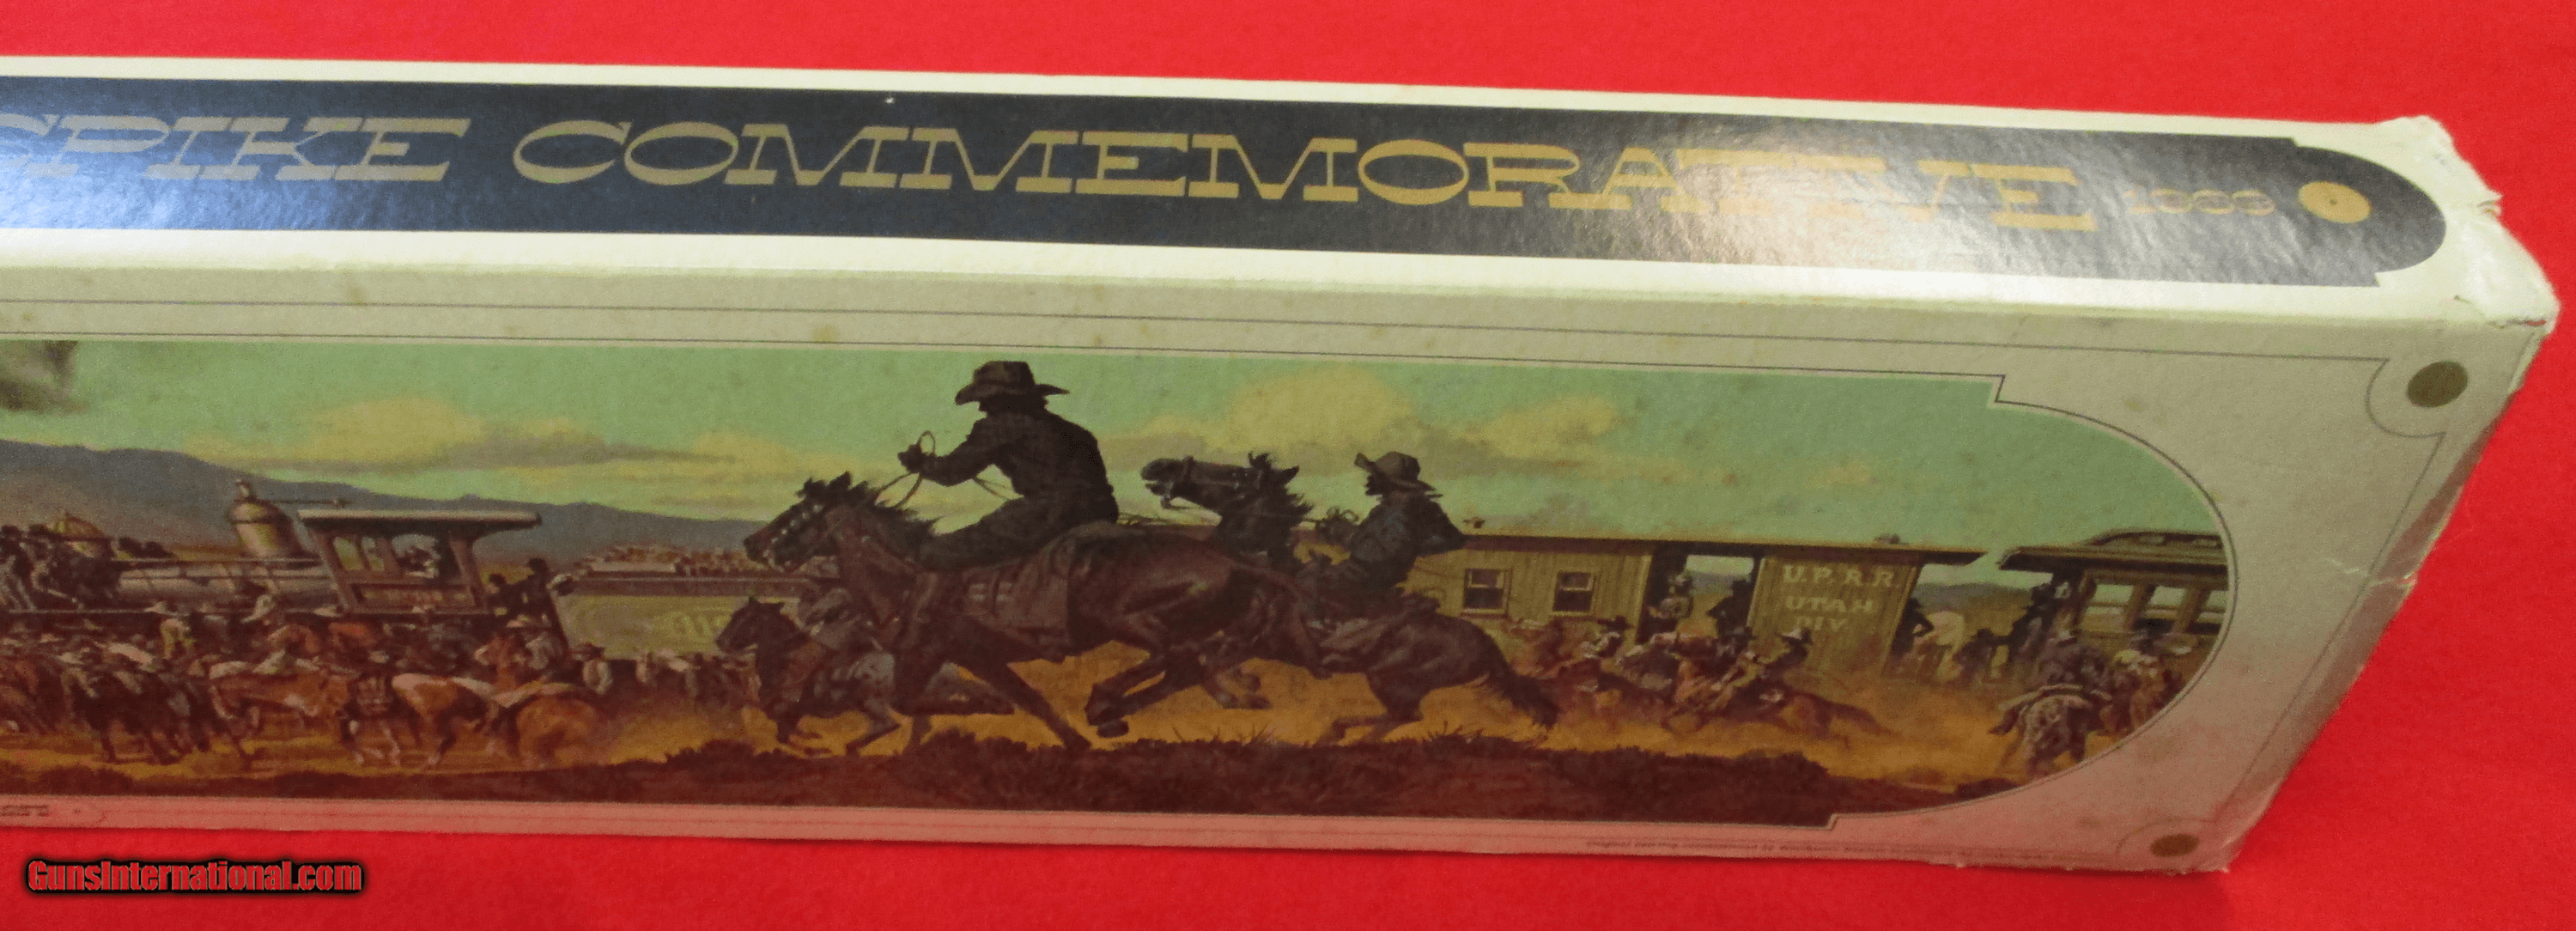 SPIKE COMMEMORATIVE
U.P.R.R.
UTAH
DIV.
GunsInternational.com